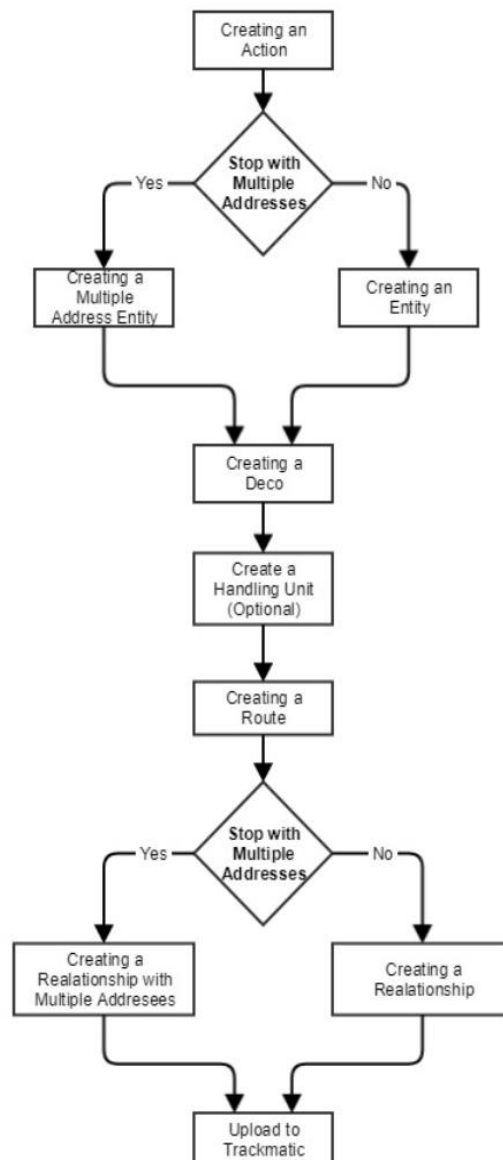 Creating an
Action
Stop with
Multiple
Addresses
Yes
No
Creating a
Multiple
Address Entity
Creating an
Entity
Creating a
Deco
Create a
Handling Unit
(Optional)
Creating a
Route
Stop with
Multiple
Addresses
Yes
No
Creating a
Realationship with
Multiple Addresees
Creating a
Realationship
Upload to
Trackmatic